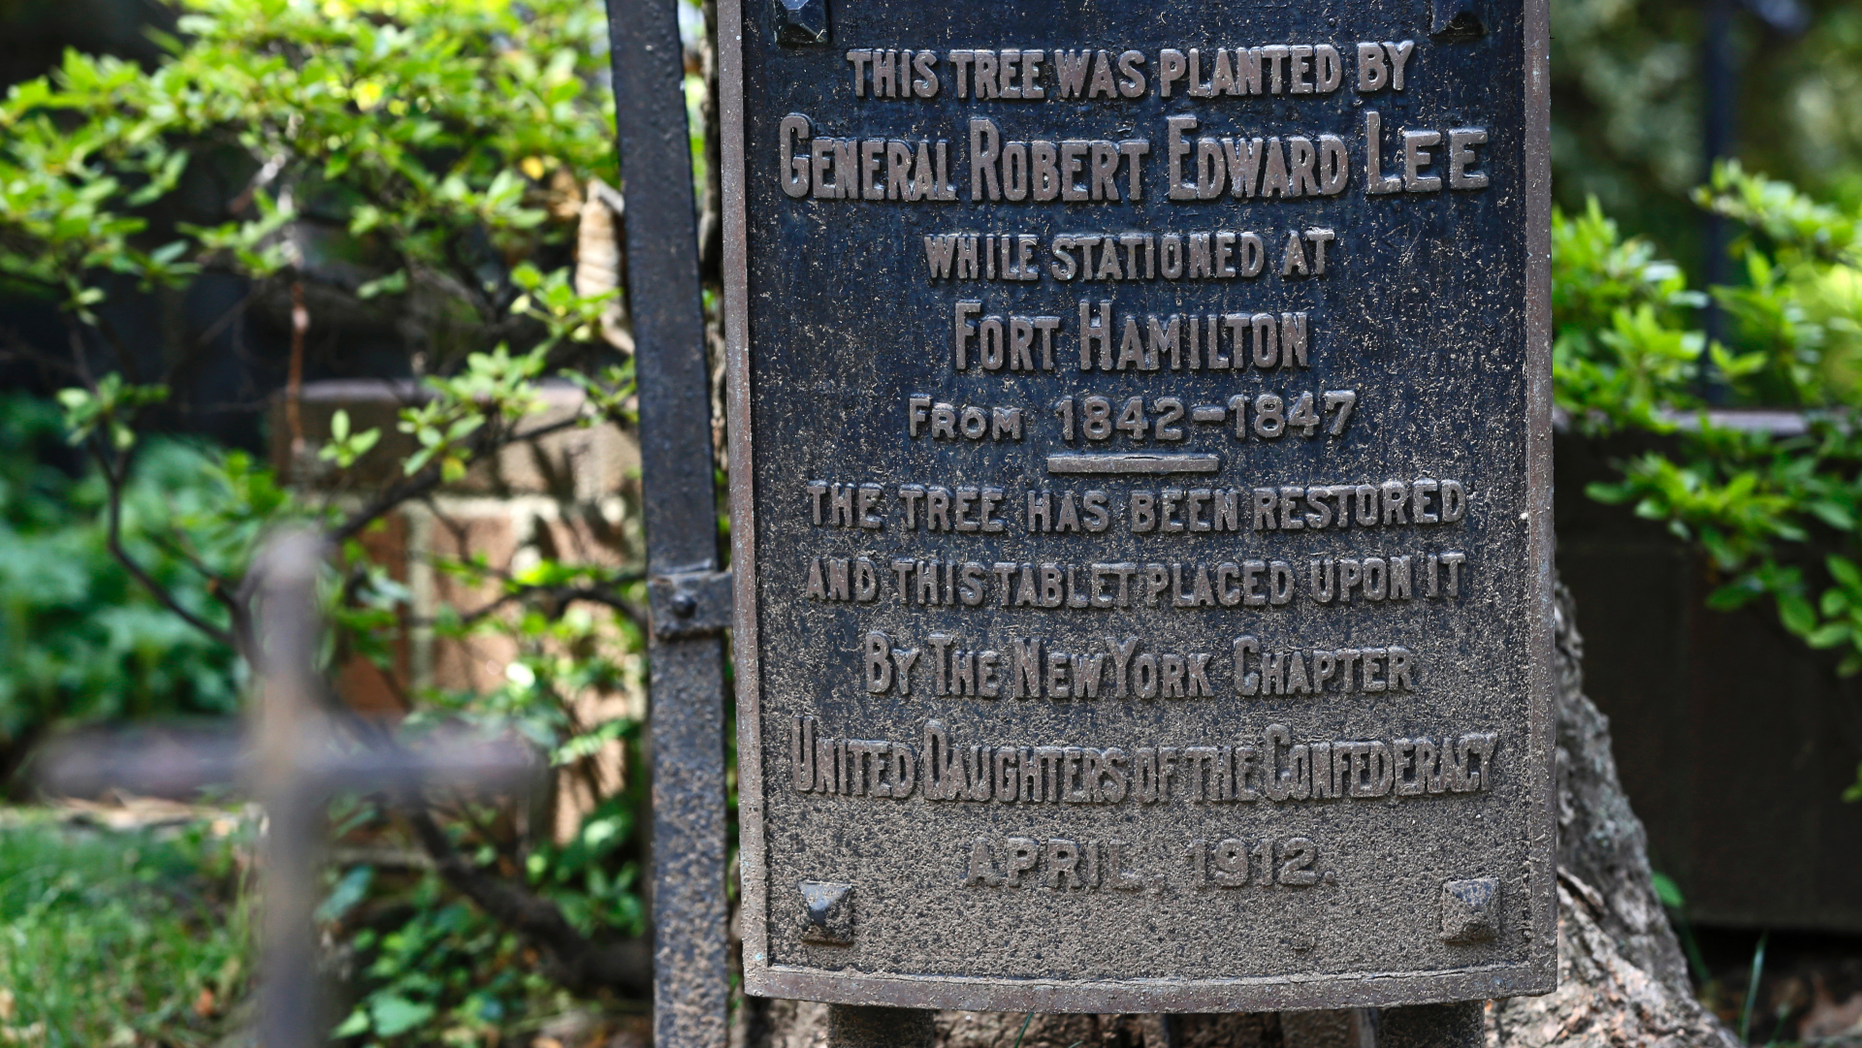 THIS TREE WAS PLANTED BY
GENERAL ROBERT EDWARD LEE
WHILE STATIONED AT
FORT HAMILTON
FROM 1842-1847
THE TREE HAS BEEN RESTORED
AND THIS TABLET PLACED UPON IT
BY THE NEW YORK CHAPTER
UNITED DAUGHTERS OF THE CONFEDERACY
APRIL, 1912.